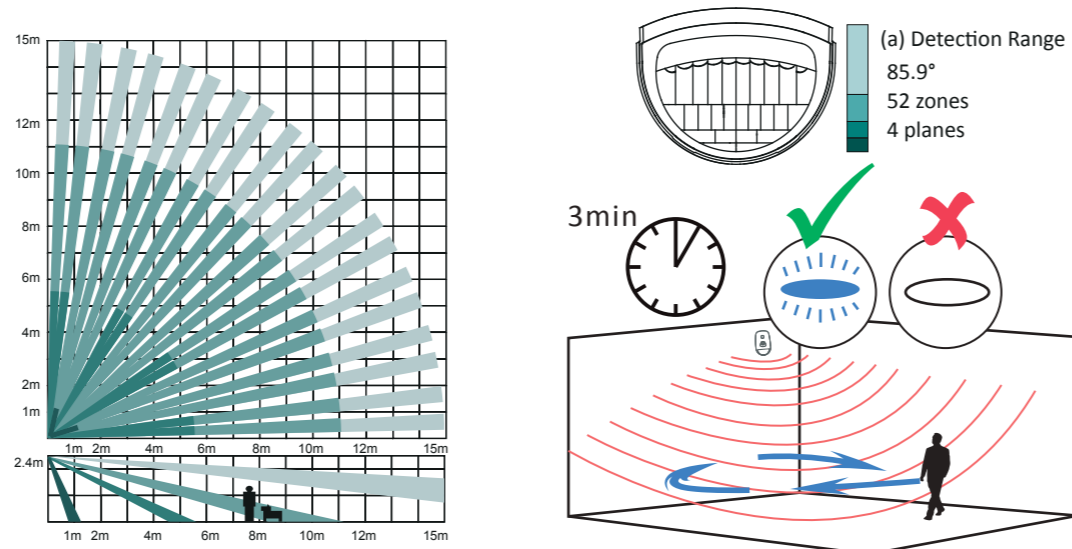 15m
12m
10m
8m
6m
4m
2m
1m
1m 2m 4m 6m 8m 10m 12m 15m
2.4m
1m 2m 4m 6m 8m 10m 12m 15m
(a) Detection Range
85.9°
52 zones
4 planes
3min